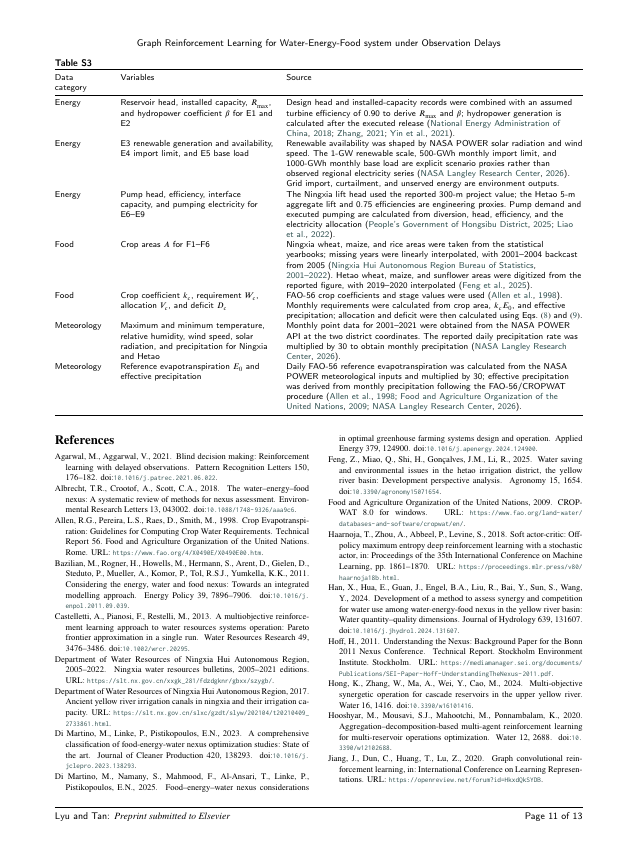 Graph Reinforcement Learning for Water-Energy-Food system under Observation Delays
Table S3
Data category Variables Source
Energy Reservoir head, installed capacity, Rmax, and hydropower coefficient β for E1 and E2 Design head and installed-capacity records were combined with an assumed
turbine efficiency of 0.90 to derive Rmax and β; hydropower generation is
calculated after the executed release (National Energy Administration of
China, 2018; Zhang, 2021; Yin et al., 2021).
Energy E3 renewable generation and availability, E4 import limit, and E5 base load Renewable availability was shaped by NASA POWER solar radiation and wind
speed. The 1-GW renewable scale, 500-GWh monthly import limit, and
1000-GWh monthly base load are explicit scenario proxies rather than
observed regional electricity series (NASA Langley Research Center, 2026).
Grid import, curtailment, and unserved energy are environment outputs.
Energy Pump head, efficiency, interface capacity, and pumping electricity for E6–E9 The Ningxia lift head used the reported 300-m project value; the Hetao 5-m
aggregate lift and 0.75 efficiencies are engineering proxies. Pump demand and
executed pumping are calculated from diversion, head, efficiency, and the
electricity allocation (People's Government of Hongsibu District, 2025; Liao
et al., 2022).
Food Crop areas A for F1–F6 Ningxia wheat, maize, and rice areas were taken from the statistical
yearbooks; missing years were linearly interpolated, with 2001–2004 backcast
from 2005 (Ningxia Hui Autonomous Region Bureau of Statistics,
2001–2022). Hetao wheat, maize, and sunflower areas were digitized from the
reported figure, with 2019–2020 interpolated (Feng et al., 2025).
Food Crop coefficient kc, requirement Wc, allocation Vc, and deficit Dc FAO-56 crop coefficients and stage values were used (Allen et al., 1998).
Monthly requirements were calculated from crop area, kcE0, and effective
precipitation; allocation and deficit were then calculated using Eqs. (8) and (9).
Meteorology Maximum and minimum temperature, relative humidity, wind speed, solar radiation, and precipitation for Ningxia and Hetao Monthly point data for 2001–2021 were obtained from the NASA POWER
API at the two district coordinates. The reported daily precipitation rate was
multiplied by 30 to obtain monthly precipitation (NASA Langley Research
Center, 2026).
Meteorology Reference evapotranspiration E0 and effective precipitation Daily FAO-56 reference evapotranspiration was calculated from the NASA
POWER meteorological inputs and multiplied by 30; effective precipitation
was derived from monthly precipitation following the FAO-56/CROPWAT
procedure (Allen et al., 1998; Food and Agriculture Organization of the
United Nations, 2009; NASA Langley Research Center, 2026).
References
Agarwal, M., Aggarwal, V., 2021. Blind decision making: Reinforcement
learning with delayed observations. Pattern Recognition Letters 150,
176–182. doi:10.1016/j.patrec.2021.06.022.
Albrecht, T.R., Crootof, A., Scott, C.A., 2018. The water–energy–food
nexus: A systematic review of methods for nexus assessment. Environ-
mental Research Letters 13, 043002. doi:10.1088/1748-9326/aaa9c6.
Allen, R.G., Pereira, L.S., Raes, D., Smith, M., 1998. Crop Evapotranspi-
ration: Guidelines for Computing Crop Water Requirements. Technical
Report 56. Food and Agriculture Organization of the United Nations.
Rome. URL: https://www.fao.org/4/X0490E/X0490E00.htm.
Bazilian, M., Rogner, H., Howells, M., Hermann, S., Arent, D., Gielen, D.,
Steduto, P., Mueller, A., Komor, P., Tol, R.S.J., Yumkella, K.K., 2011.
Considering the energy, water and food nexus: Towards an integrated
modelling approach. Energy Policy 39, 7896–7906. doi:10.1016/j.
enpol.2011.09.039.
Castelletti, A., Pianosi, F., Restelli, M., 2013. A multiobjective reinforce-
ment learning approach to water resources systems operation: Pareto
frontier approximation in a single run. Water Resources Research 49,
3476–3486. doi:10.1002/wrcr.20295.
Department of Water Resources of Ningxia Hui Autonomous Region,
2005–2022. Ningxia water resources bulletins, 2005–2021 editions.
URL: https://slt.nx.gov.cn/xxgk_281/fdzdgknr/gbxx/szygb/.
Department of Water Resources of Ningxia Hui Autonomous Region, 2017.
Ancient yellow river irrigation canals in ningxia and their irrigation ca-
pacity. URL: https://slt.nx.gov.cn/slxc/gzdt/slyw/202104/t20210409_
2733861.html.
Di Martino, M., Linke, P., Pistikopoulos, E.N., 2023. A comprehensive
classification of food-energy-water nexus optimization studies: State of
the art. Journal of Cleaner Production 420, 138293. doi:10.1016/j.
jclepro.2023.138293.
Di Martino, M., Namany, S., Mahmood, F., Al-Ansari, T., Linke, P.,
Pistikopoulos, E.N., 2025. Food–energy–water nexus considerations
in optimal greenhouse farming systems design and operation. Applied
Energy 379, 124900. doi:10.1016/j.apenergy.2024.124900.
Feng, Z., Miao, Q., Shi, H., Gonçalves, J.M., Li, R., 2025. Water saving
and environmental issues in the hetao irrigation district, the yellow
river basin: Development perspective analysis. Agronomy 15, 1654.
doi:10.3390/agronomy15071654.
Food and Agriculture Organization of the United Nations, 2009. CROP-
WAT 8.0 for windows. URL: https://www.fao.org/land-water/
databases-and-software/cropwat/en/.
Haarnoja, T., Zhou, A., Abbeel, P., Levine, S., 2018. Soft actor-critic: Off-
policy maximum entropy deep reinforcement learning with a stochastic
actor, in: Proceedings of the 35th International Conference on Machine
Learning, pp. 1861–1870. URL: https://proceedings.mlr.press/v80/
haarnoja18b.html.
Han, X., Hua, E., Guan, J., Engel, B.A., Liu, R., Bai, Y., Sun, S., Wang,
Y., 2024. Development of a method to assess synergy and competition
for water use among water-energy-food nexus in the yellow river basin:
Water quantity–quality dimensions. Journal of Hydrology 639, 131607.
doi:10.1016/j.jhydrol.2024.131607.
Hoff, H., 2011. Understanding the Nexus: Background Paper for the Bonn
2011 Nexus Conference. Technical Report. Stockholm Environment
Institute. Stockholm. URL: https://mediamanager.sei.org/documents/
Publications/SEI-Paper-Hoff-UnderstandingTheNexus-2011.pdf.
Hong, K., Zhang, W., Ma, A., Wei, Y., Cao, M., 2024. Multi-objective
synergetic operation for cascade reservoirs in the upper yellow river.
Water 16, 1416. doi:10.3390/w16101416.
Hooshyar, M., Mousavi, S.J., Mahootchi, M., Ponnambalam, K., 2020.
Aggregation–decomposition-based multi-agent reinforcement learning
for multi-reservoir operations optimization. Water 12, 2688. doi:10.
3390/w12102688.
Jiang, J., Dun, C., Huang, T., Lu, Z., 2020. Graph convolutional rein-
forcement learning, in: International Conference on Learning Represen-
tations. URL: https://openreview.net/forum?id=HkxdQkSYDB.
Lyu and Tan: Preprint submitted to Elsevier
Page 11 of 13